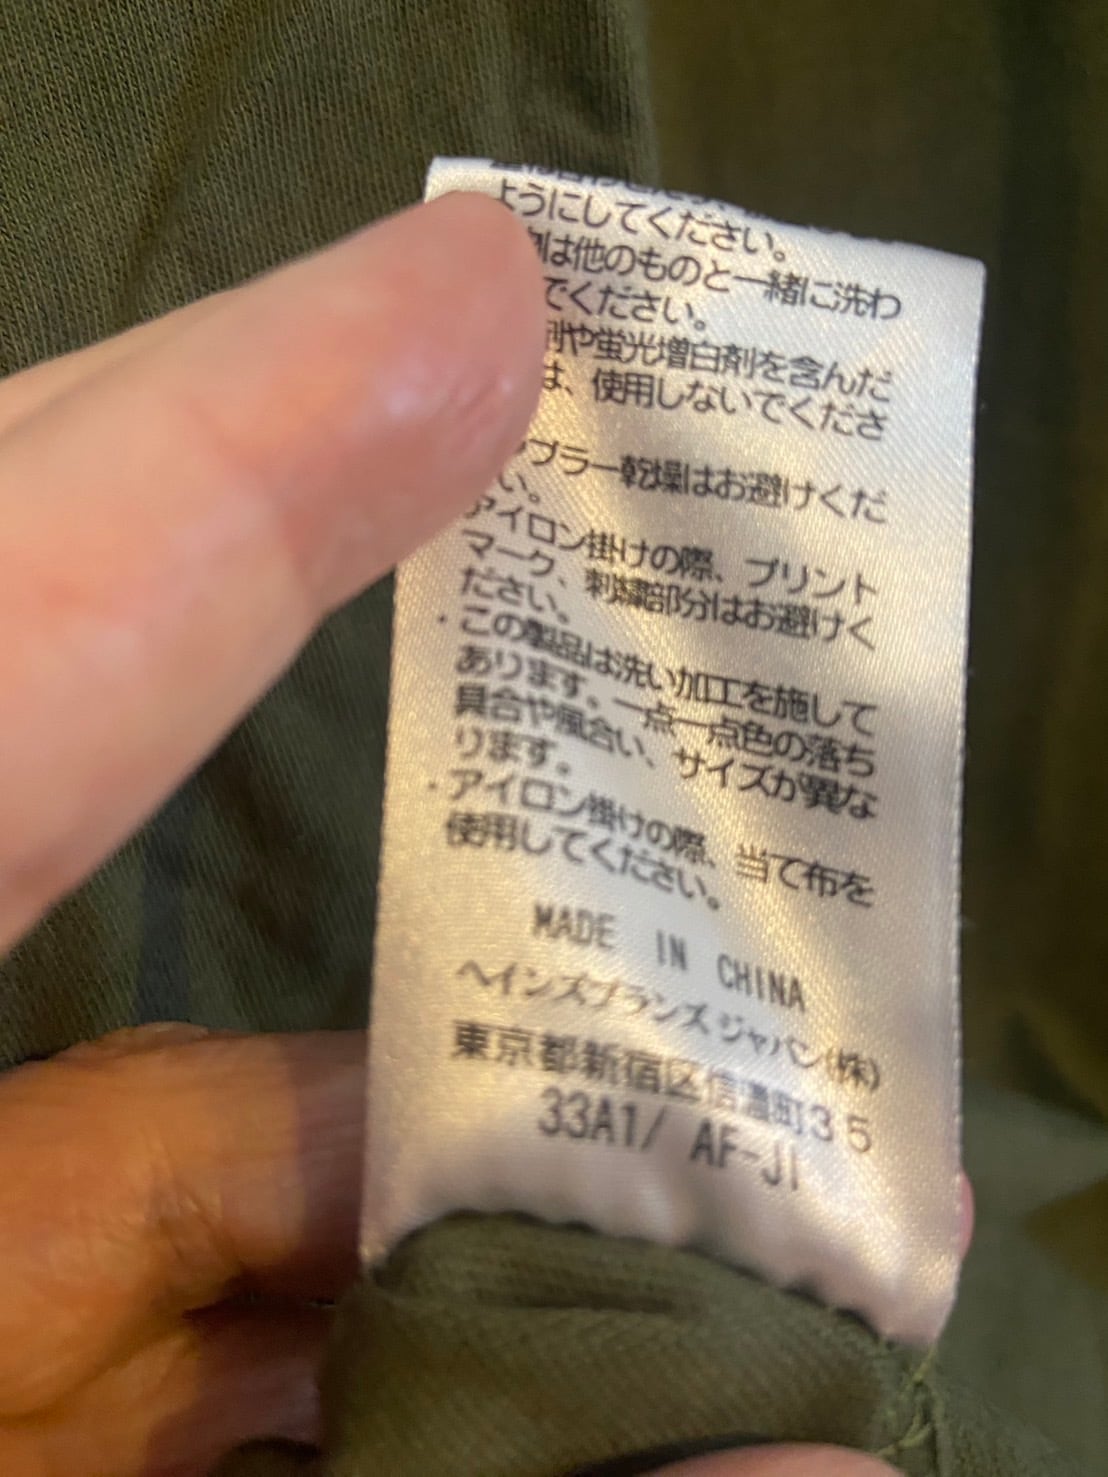 ようにしてください。
は他のものと一緒に洗わ
でください。
剤や蛍光増白剤を含んだ
は、使用しないでくださ
ブラー乾燥はお避けくだ
い。
アイロン掛けの際、プリント
マーク、刺繍部分はお避けく
ださい。
・この製品は洗い加工を施して
あります。一点一点色の落ち
具合や風合い、サイズが異な
ります。
・アイロン掛けの際、当て布を
使用してください。
MADE IN CHINA
ヘインズブランズ ジャパン(株)
東京都新宿区信濃町35
33A1/ AF-JI